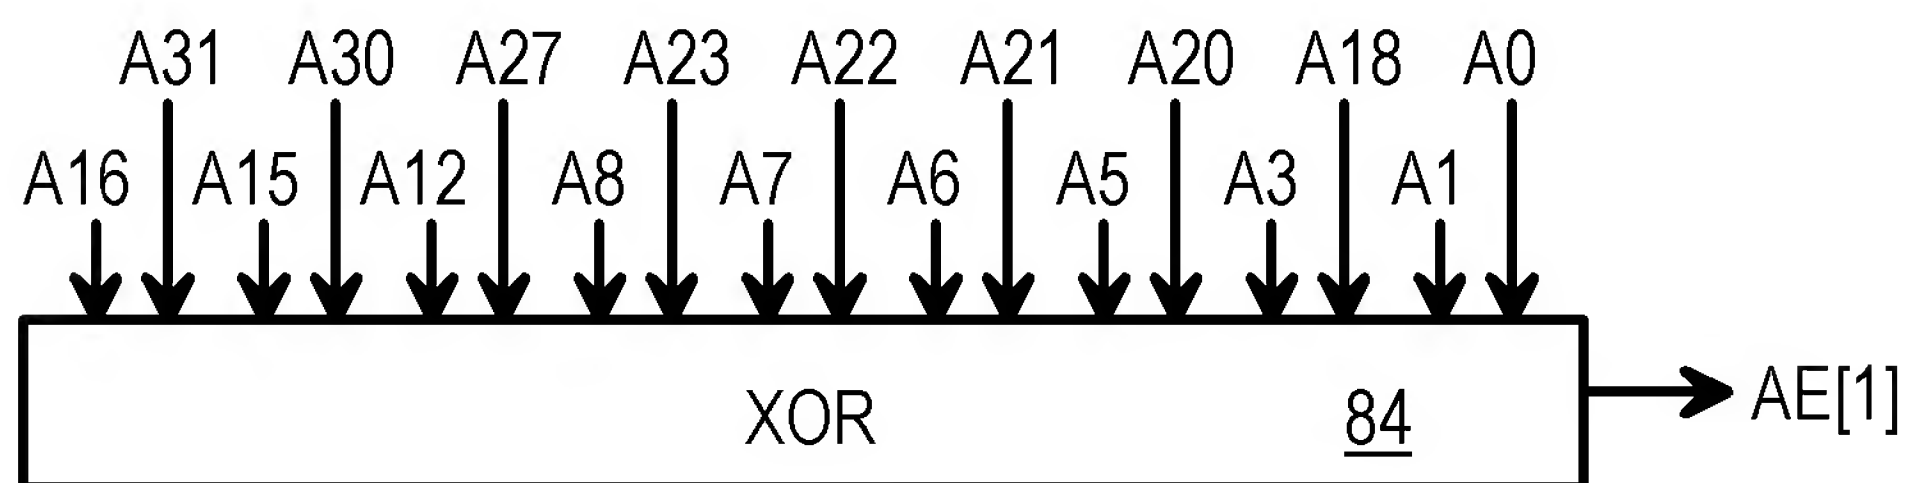 A31 A30 A27 A23 A22 A21 A20 A18 A0
A16 A15 A12 A8 A7 A6 A5 A3 A1
XOR 84 AE[1]